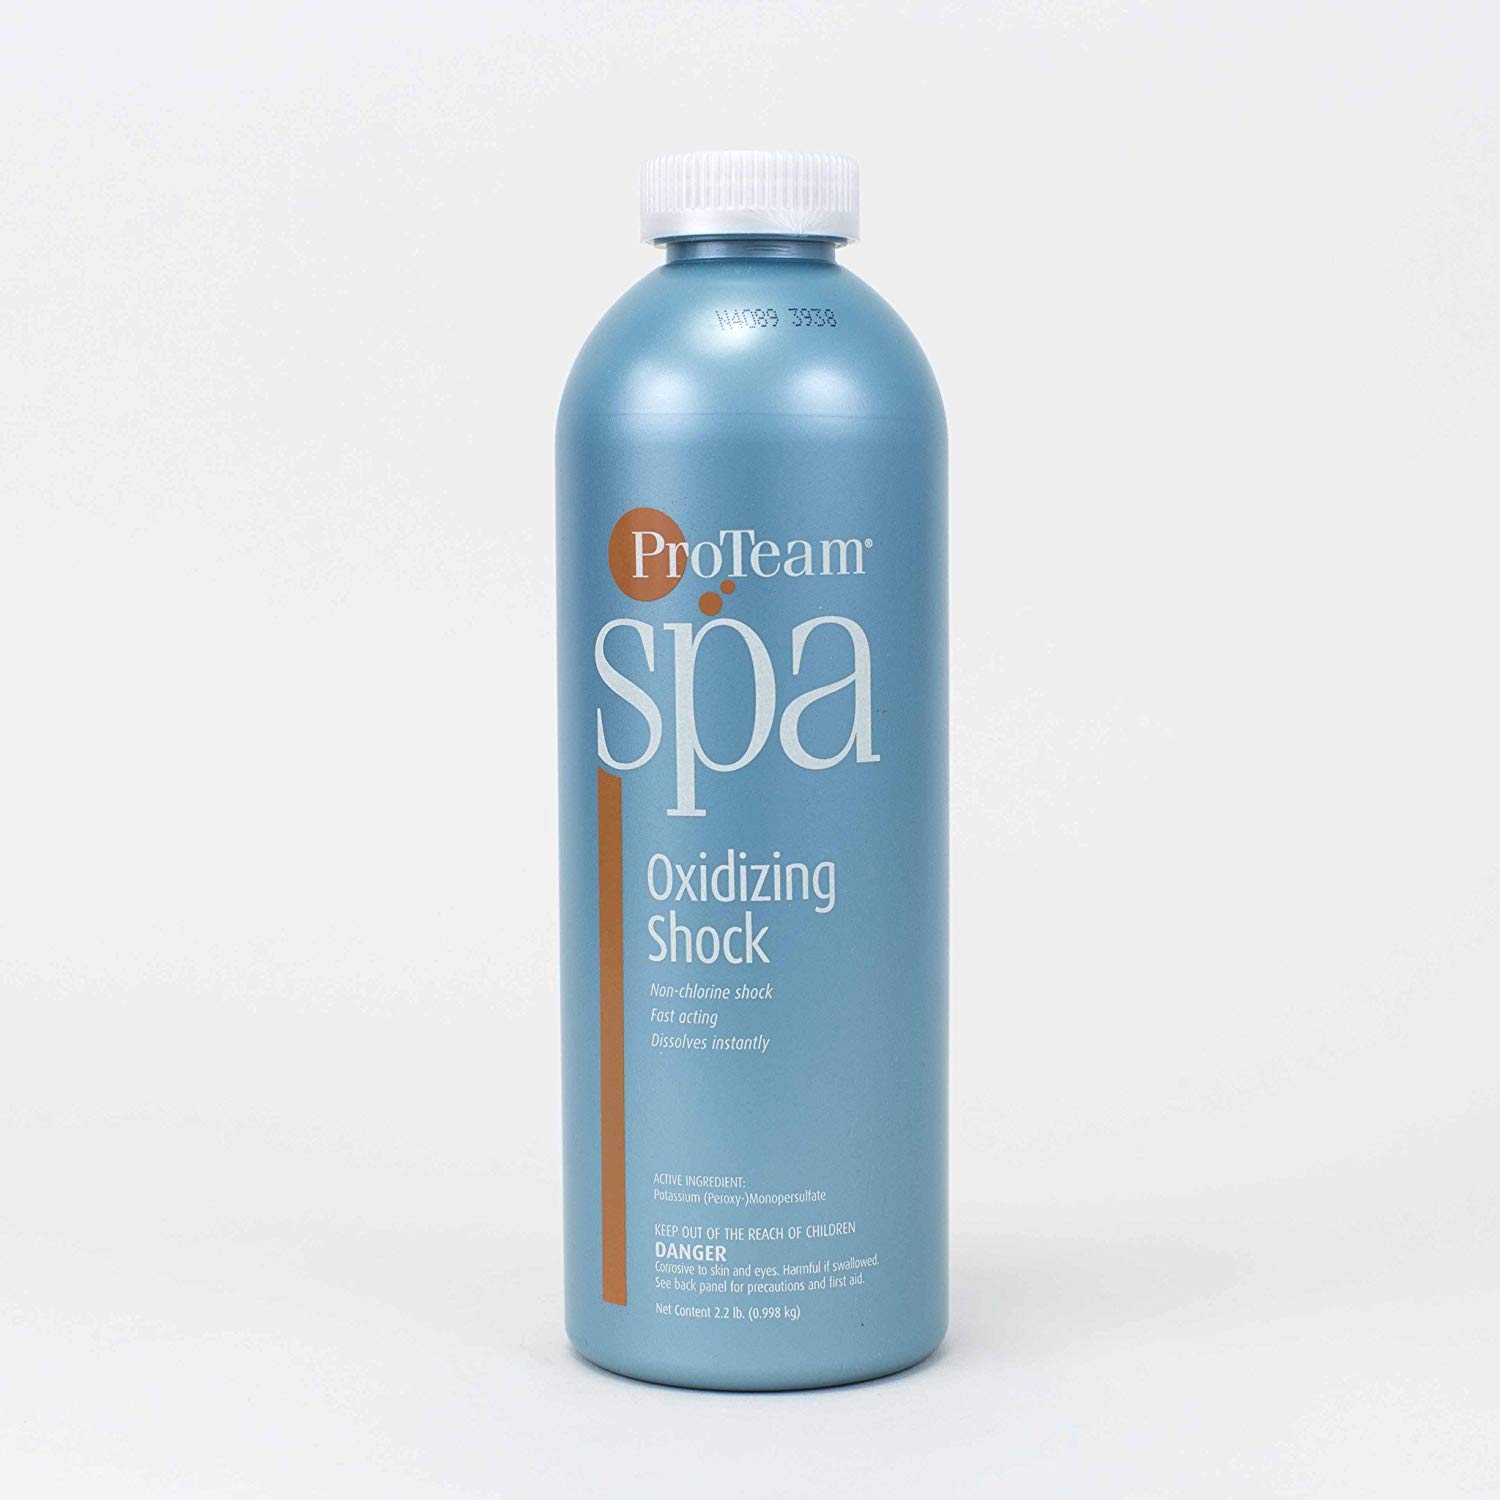 N4089 3938
ProTeam®
spa
Oxidizing
Shock
Non-chlorine shock
Fast acting
Dissolves instantly
ACTIVE INGREDIENT:
Potassium (Peroxy-)Monopersulfate
KEEP OUT OF THE REACH OF CHILDREN
DANGER
Corrosive to skin and eyes. Harmful if swallowed.
See back panel for precautions and first aid.
Net Content 2.2 lb. (0.998 kg)